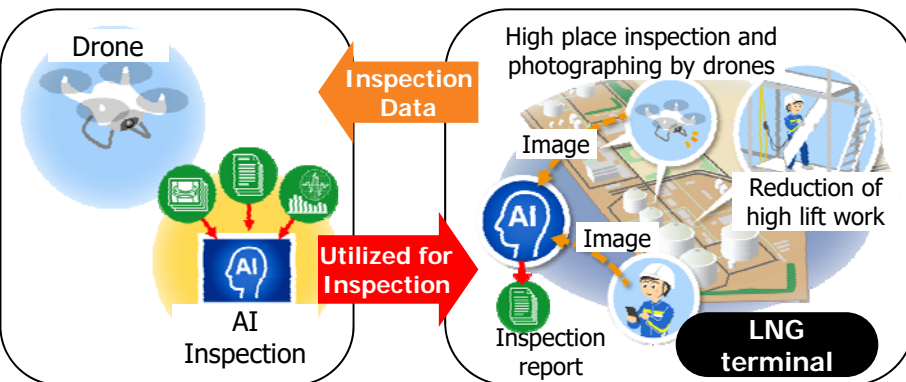 Drone
AI
AI
Inspection
Inspection
Data
Utilized for
Inspection
High place inspection and
photographing by drones
Image
Reduction of
high lift work
AI
Image
Inspection
report
LNG
terminal